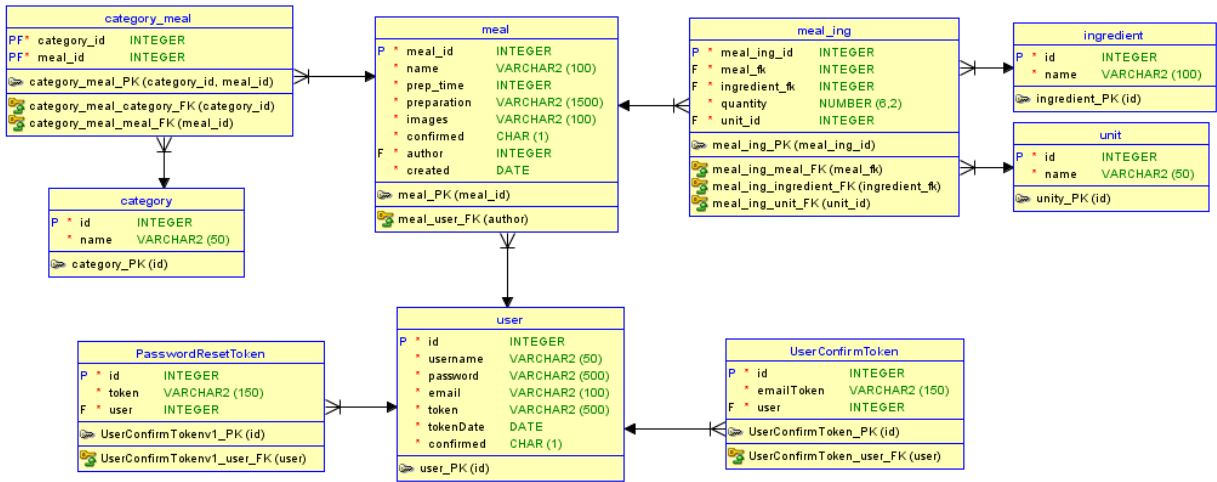 category_meal
PF* category_id INTEGER
PF* meal_id INTEGER
category_meal_PK (category_id, meal_id)
category_meal_category_FK (category_id)
category_meal_meal_FK (meal_id)
category
P * id INTEGER
* name VARCHAR2 (50)
category_PK (id)
meal
P * meal_id INTEGER
* name VARCHAR2 (100)
* prep_time INTEGER
* preparation VARCHAR2 (1500)
* images VARCHAR2 (100)
* confirmed CHAR (1)
F * author INTEGER
* created DATE
meal_PK (meal_id)
meal_user_FK (author)
meal_ing
P * meal_ing_id INTEGER
F * meal_fk INTEGER
F * ingredient_fk INTEGER
* quantity NUMBER (6,2)
F * unit_id INTEGER
meal_ing_PK (meal_ing_id)
meal_ing_meal_FK (meal_fk)
meal_ing_ingredient_FK (ingredient_fk)
meal_ing_unit_FK (unit_id)
ingredient
P * id INTEGER
* name VARCHAR2 (100)
ingredient_PK (id)
unit
P * id INTEGER
* name VARCHAR2 (50)
unity_PK (id)
PasswordResetToken
P * id INTEGER
* token VARCHAR2 (150)
F * user INTEGER
UserConfirmTokenv1_PK (id)
UserConfirmTokenv1_user_FK (user)
user
P * id INTEGER
* username VARCHAR2 (50)
* password VARCHAR2 (500)
* email VARCHAR2 (100)
* token VARCHAR2 (500)
* tokenDate DATE
* confirmed CHAR (1)
user_PK (id)
UserConfirmToken
P * id INTEGER
* emailToken VARCHAR2 (150)
F * user INTEGER
UserConfirmToken_PK (id)
UserConfirmToken_user_FK (user)